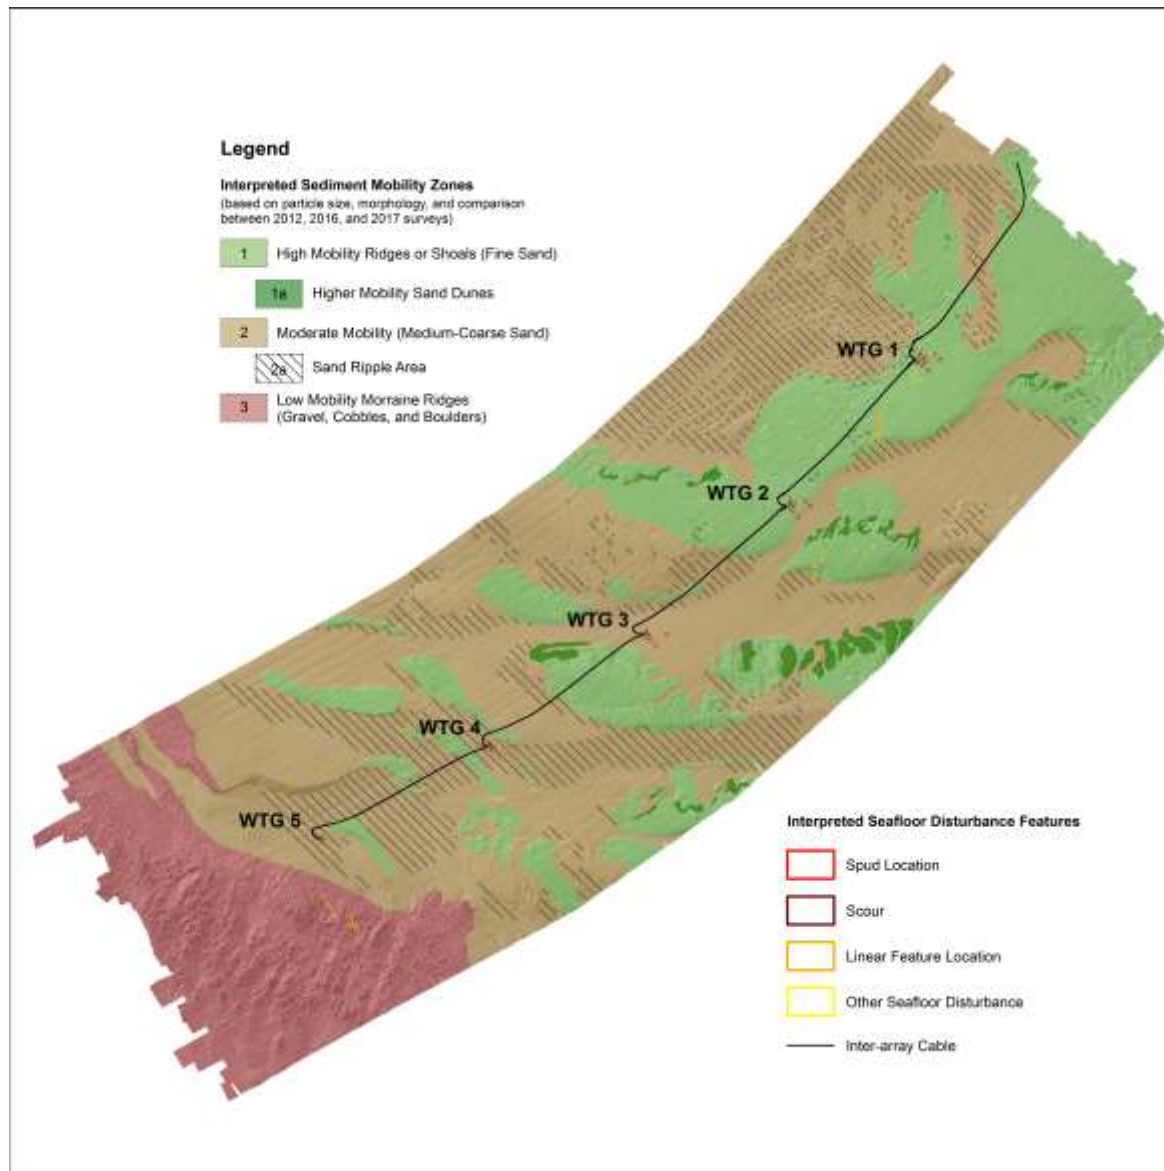 Legend
Interpreted Sediment Mobility Zones
(based on particle size, morphology, and comparison
between 2012, 2016, and 2017 surveys)
1 High Mobility Ridges or Shoals (Fine Sand)
1a Higher Mobility Sand Dunes
2 Moderate Mobility (Medium-Coarse Sand)
2a Sand Ripple Area
3 Low Mobility Morraine Ridges
(Gravel, Cobbles, and Boulders)
WTG 1
WTG 2
WTG 3
WTG 4
WTG 5
Interpreted Seafloor Disturbance Features
Spud Location
Scour
Linear Feature Location
Other Seafloor Disturbance
Inter-array Cable